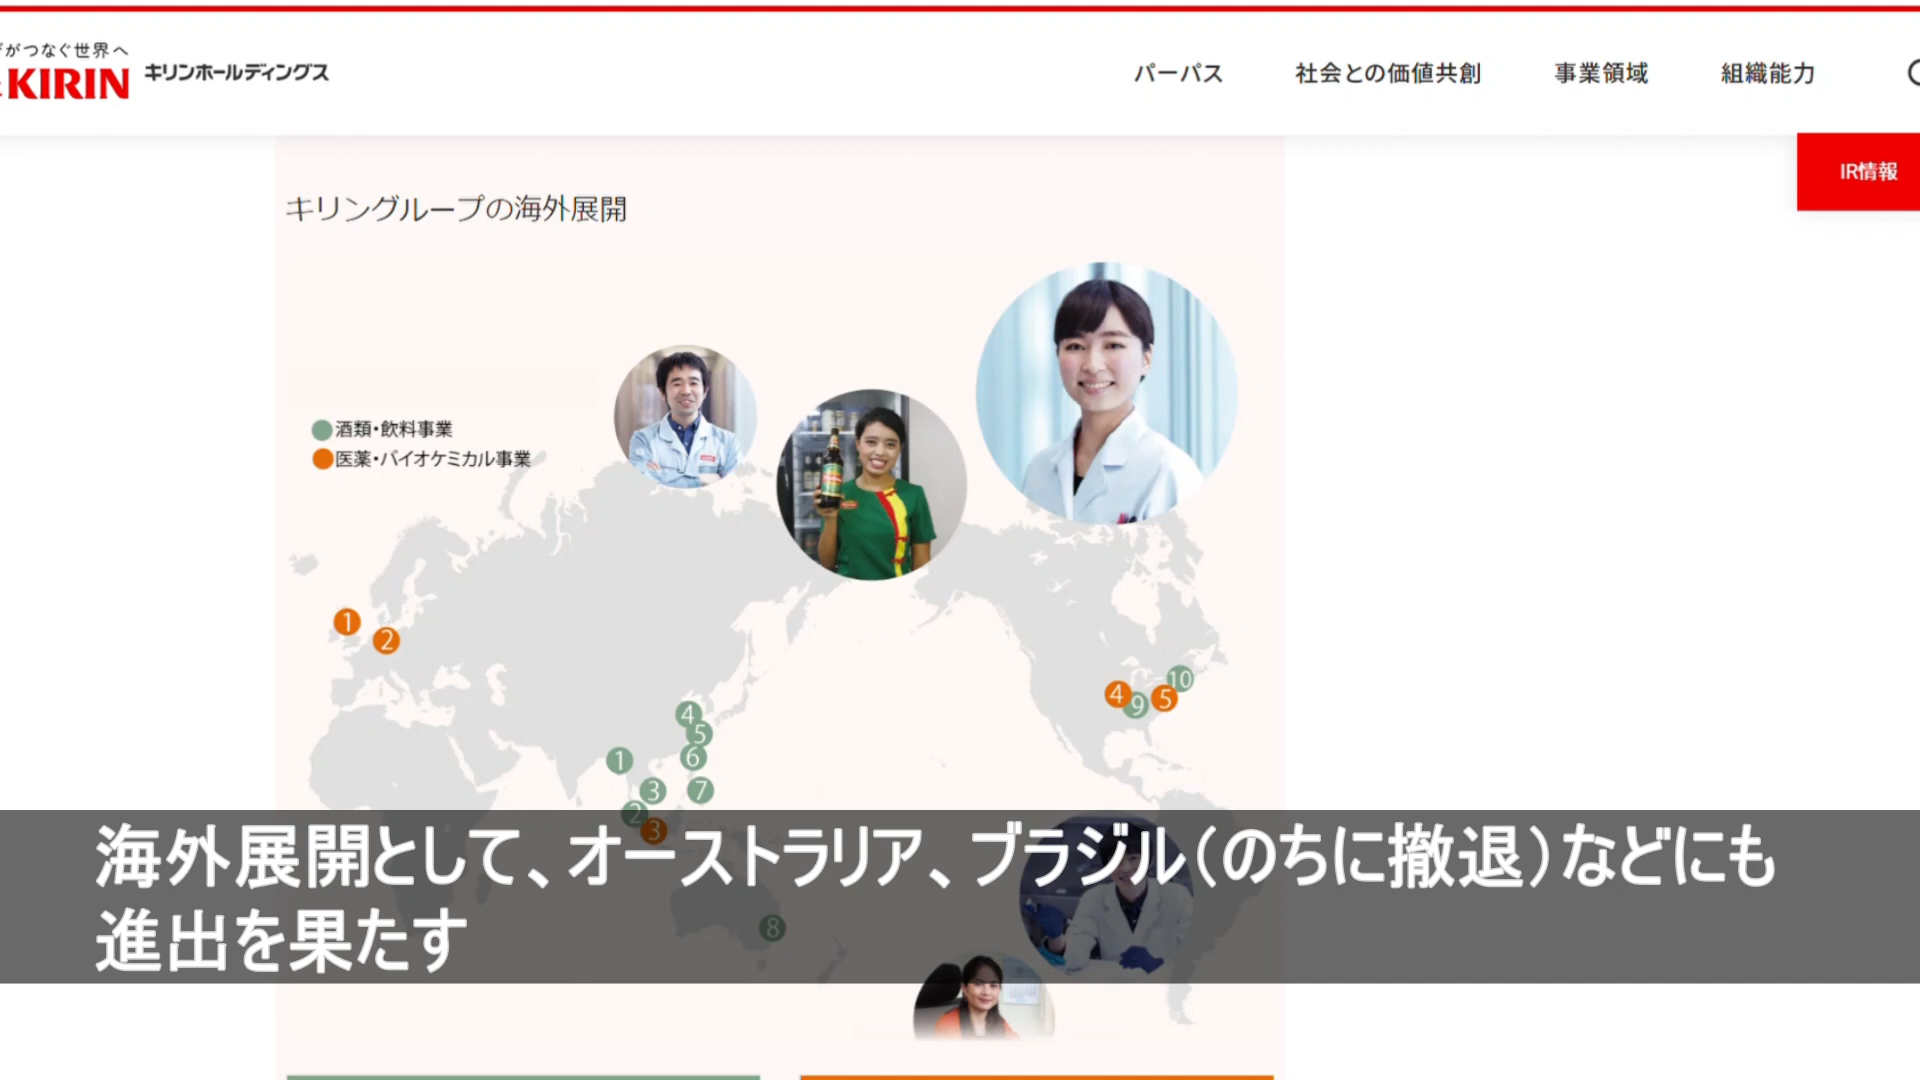 がつなぐ世界へ
KIRIN
キリンホールディングス
パーパス
社会との価値共創
事業領域
組織能力
IR情報
キリングループの海外展開
酒類・飲料事業
医薬・バイオケミカル事業
1
2
4
5
6
1
3
7
2
3
8
10
4
9
5
海外展開として、オーストラリア、ブラジル（のちに撤退）などにも
進出を果たす